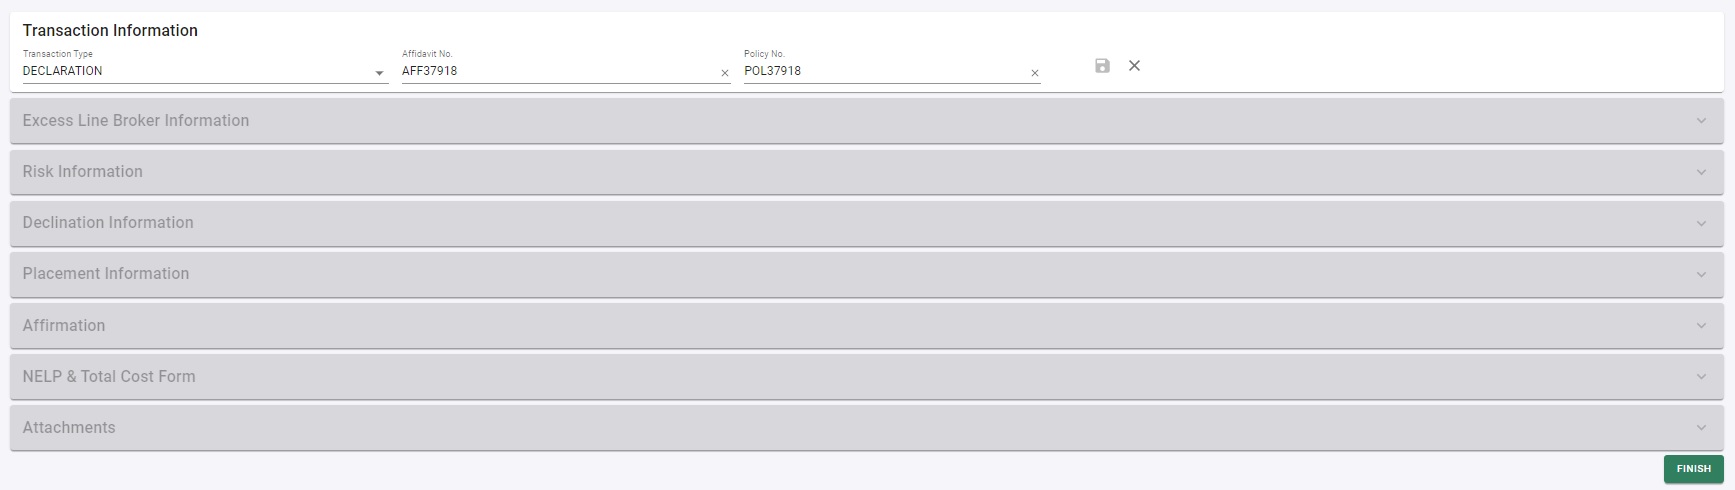 Transaction Information
Transaction Type Affidavit No. Policy No.
DECLARATION AFF37918 POL37918
Excess Line Broker Information
Risk Information
Declination Information
Placement Information
Affirmation
NELP & Total Cost Form
Attachments
FINISH